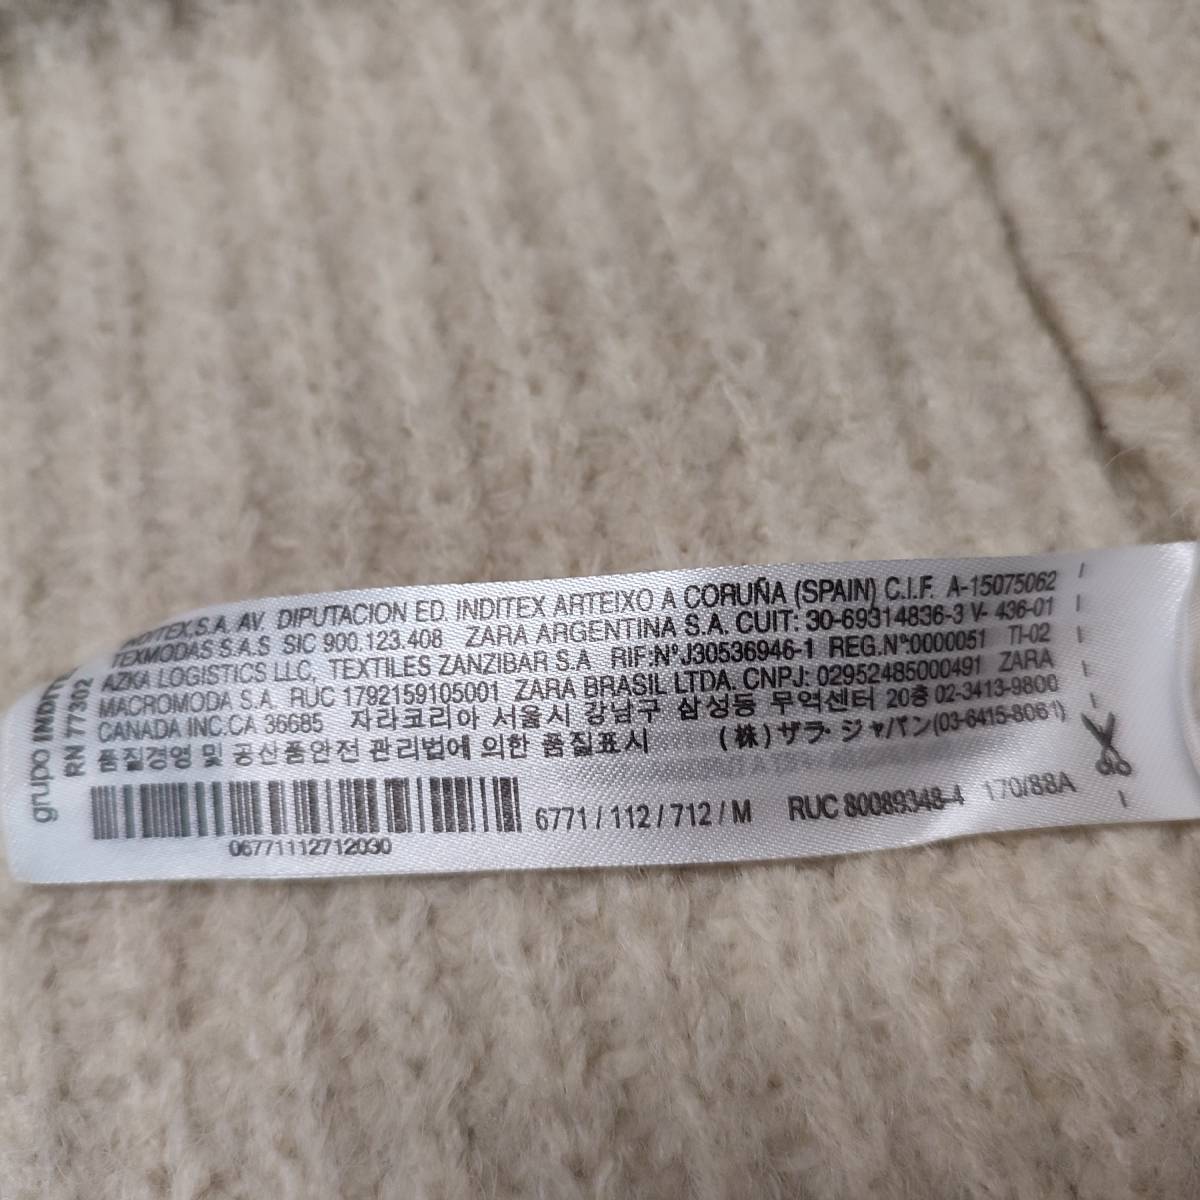 grupo INDITEX
RN 77302
INDITEX,S.A. AV. DIPUTACION ED. INDITEX ARTEIXO A CORUÑA (SPAIN) C.I.F. A-15075062
TEXMODAS S.A.S SIC 900.123.408 ZARA ARGENTINA S.A. CUIT: 30-69314836-3 V- 436-01
AZKA LOGISTICS LLC, TEXTILES ZANZIBAR S.A RIF:NºJ30536946-1 REG.Nº:0000051 TI-02
MACROMODA S.A. RUC 1792159105001 ZARA BRASIL LTDA. CNPJ: 02952485000491 ZARA
CANADA INC.CA 36685 자라코리아 서울시 강남구 삼성동 무역센터 20층 02-3413-9800
품질경영 및 공산품안전 관리법에 의한 품질표시 (株)ザラ・ジャパン(03-6415-8061)
06771112712030
6771 / 112 / 712 / M RUC 80089348-4 170/88A